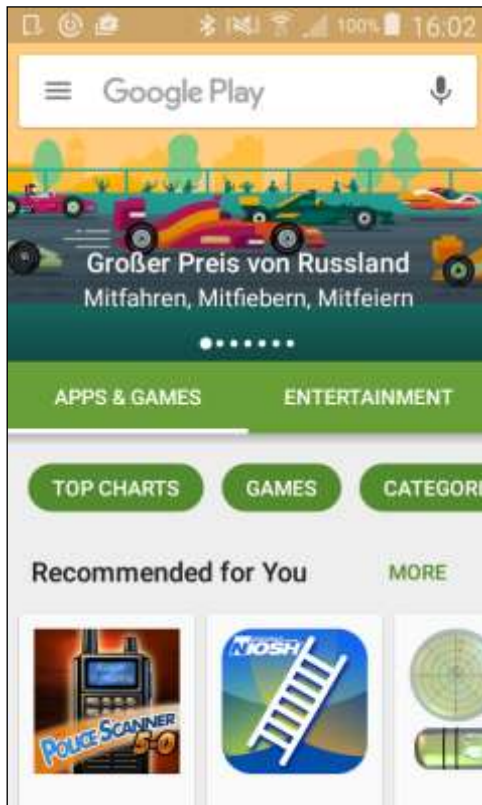 100% 16:02
Google Play
Großer Preis von Russland
Mitfahren, Mitfiebern, Mitfeiern
APPS & GAMES ENTERTAINMENT
TOP CHARTS GAMES CATEGORI
Recommended for You MORE
NIOSH
POLICE SCANNER
5-0